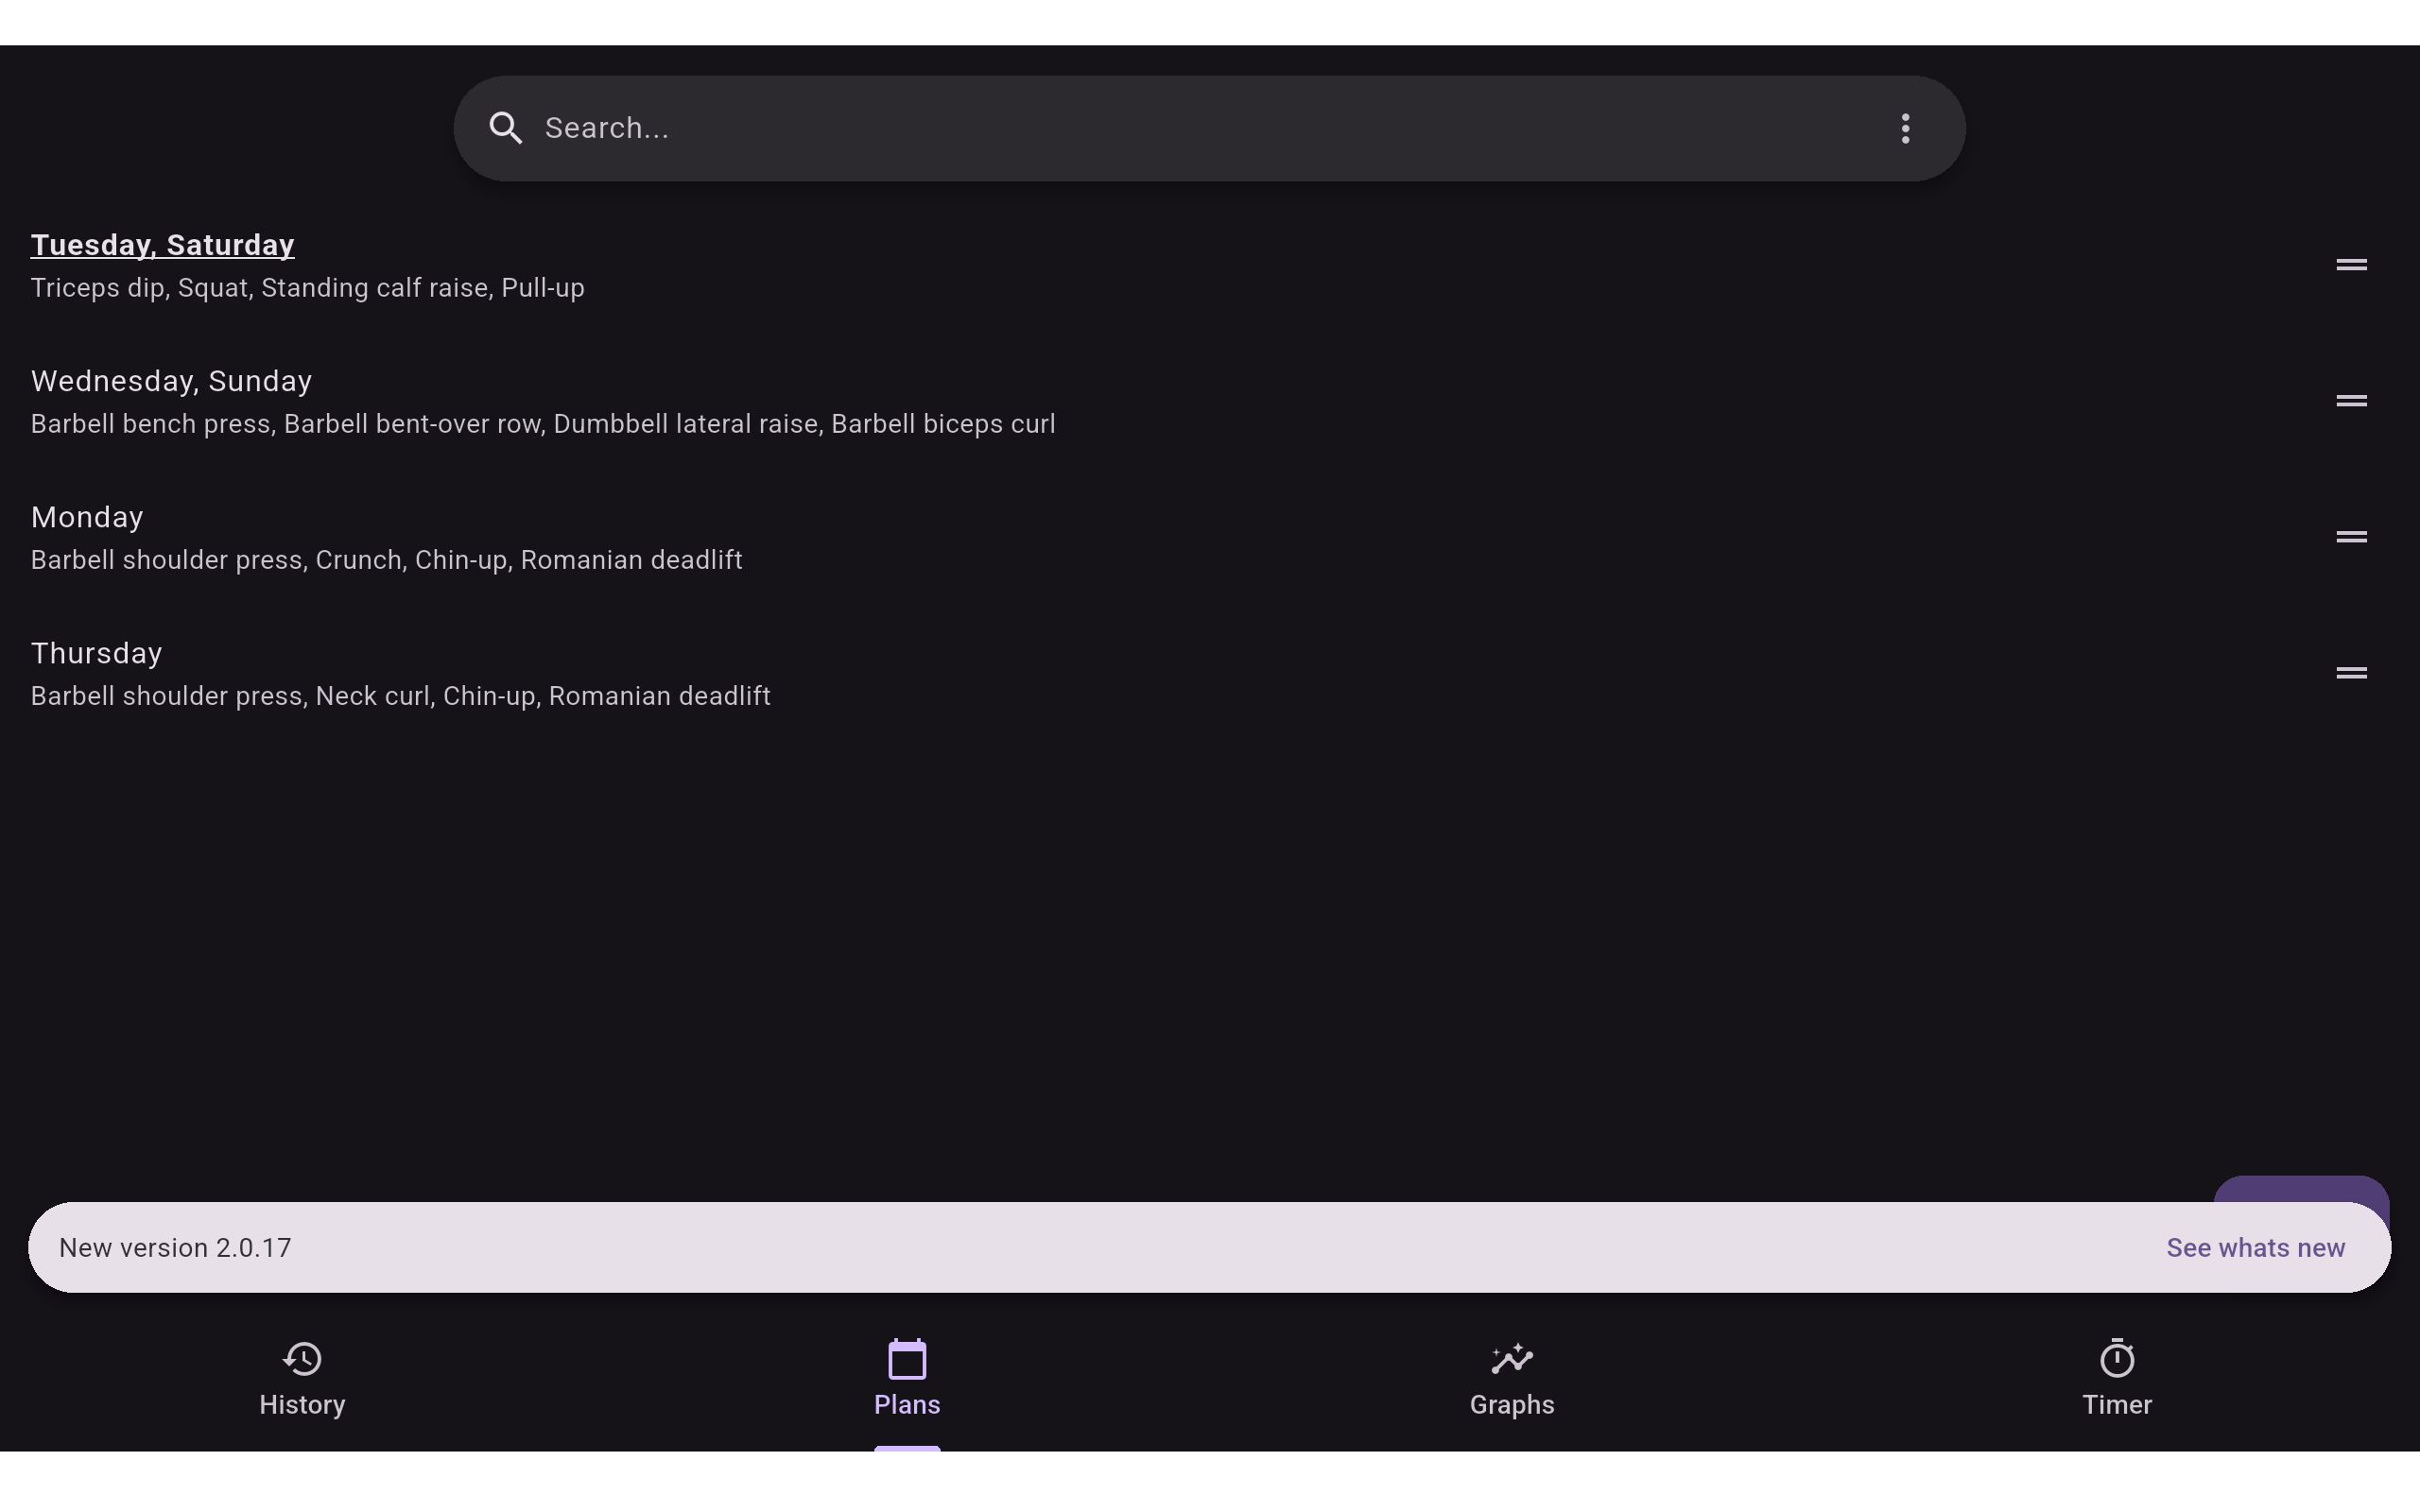 Search...
Tuesday, Saturday
Triceps dip, Squat, Standing calf raise, Pull-up
Wednesday, Sunday
Barbell bench press, Barbell bent-over row, Dumbbell lateral raise, Barbell biceps curl
Monday
Barbell shoulder press, Crunch, Chin-up, Romanian deadlift
Thursday
Barbell shoulder press, Neck curl, Chin-up, Romanian deadlift
New version 2.0.17 See whats new
History Plans Graphs Timer